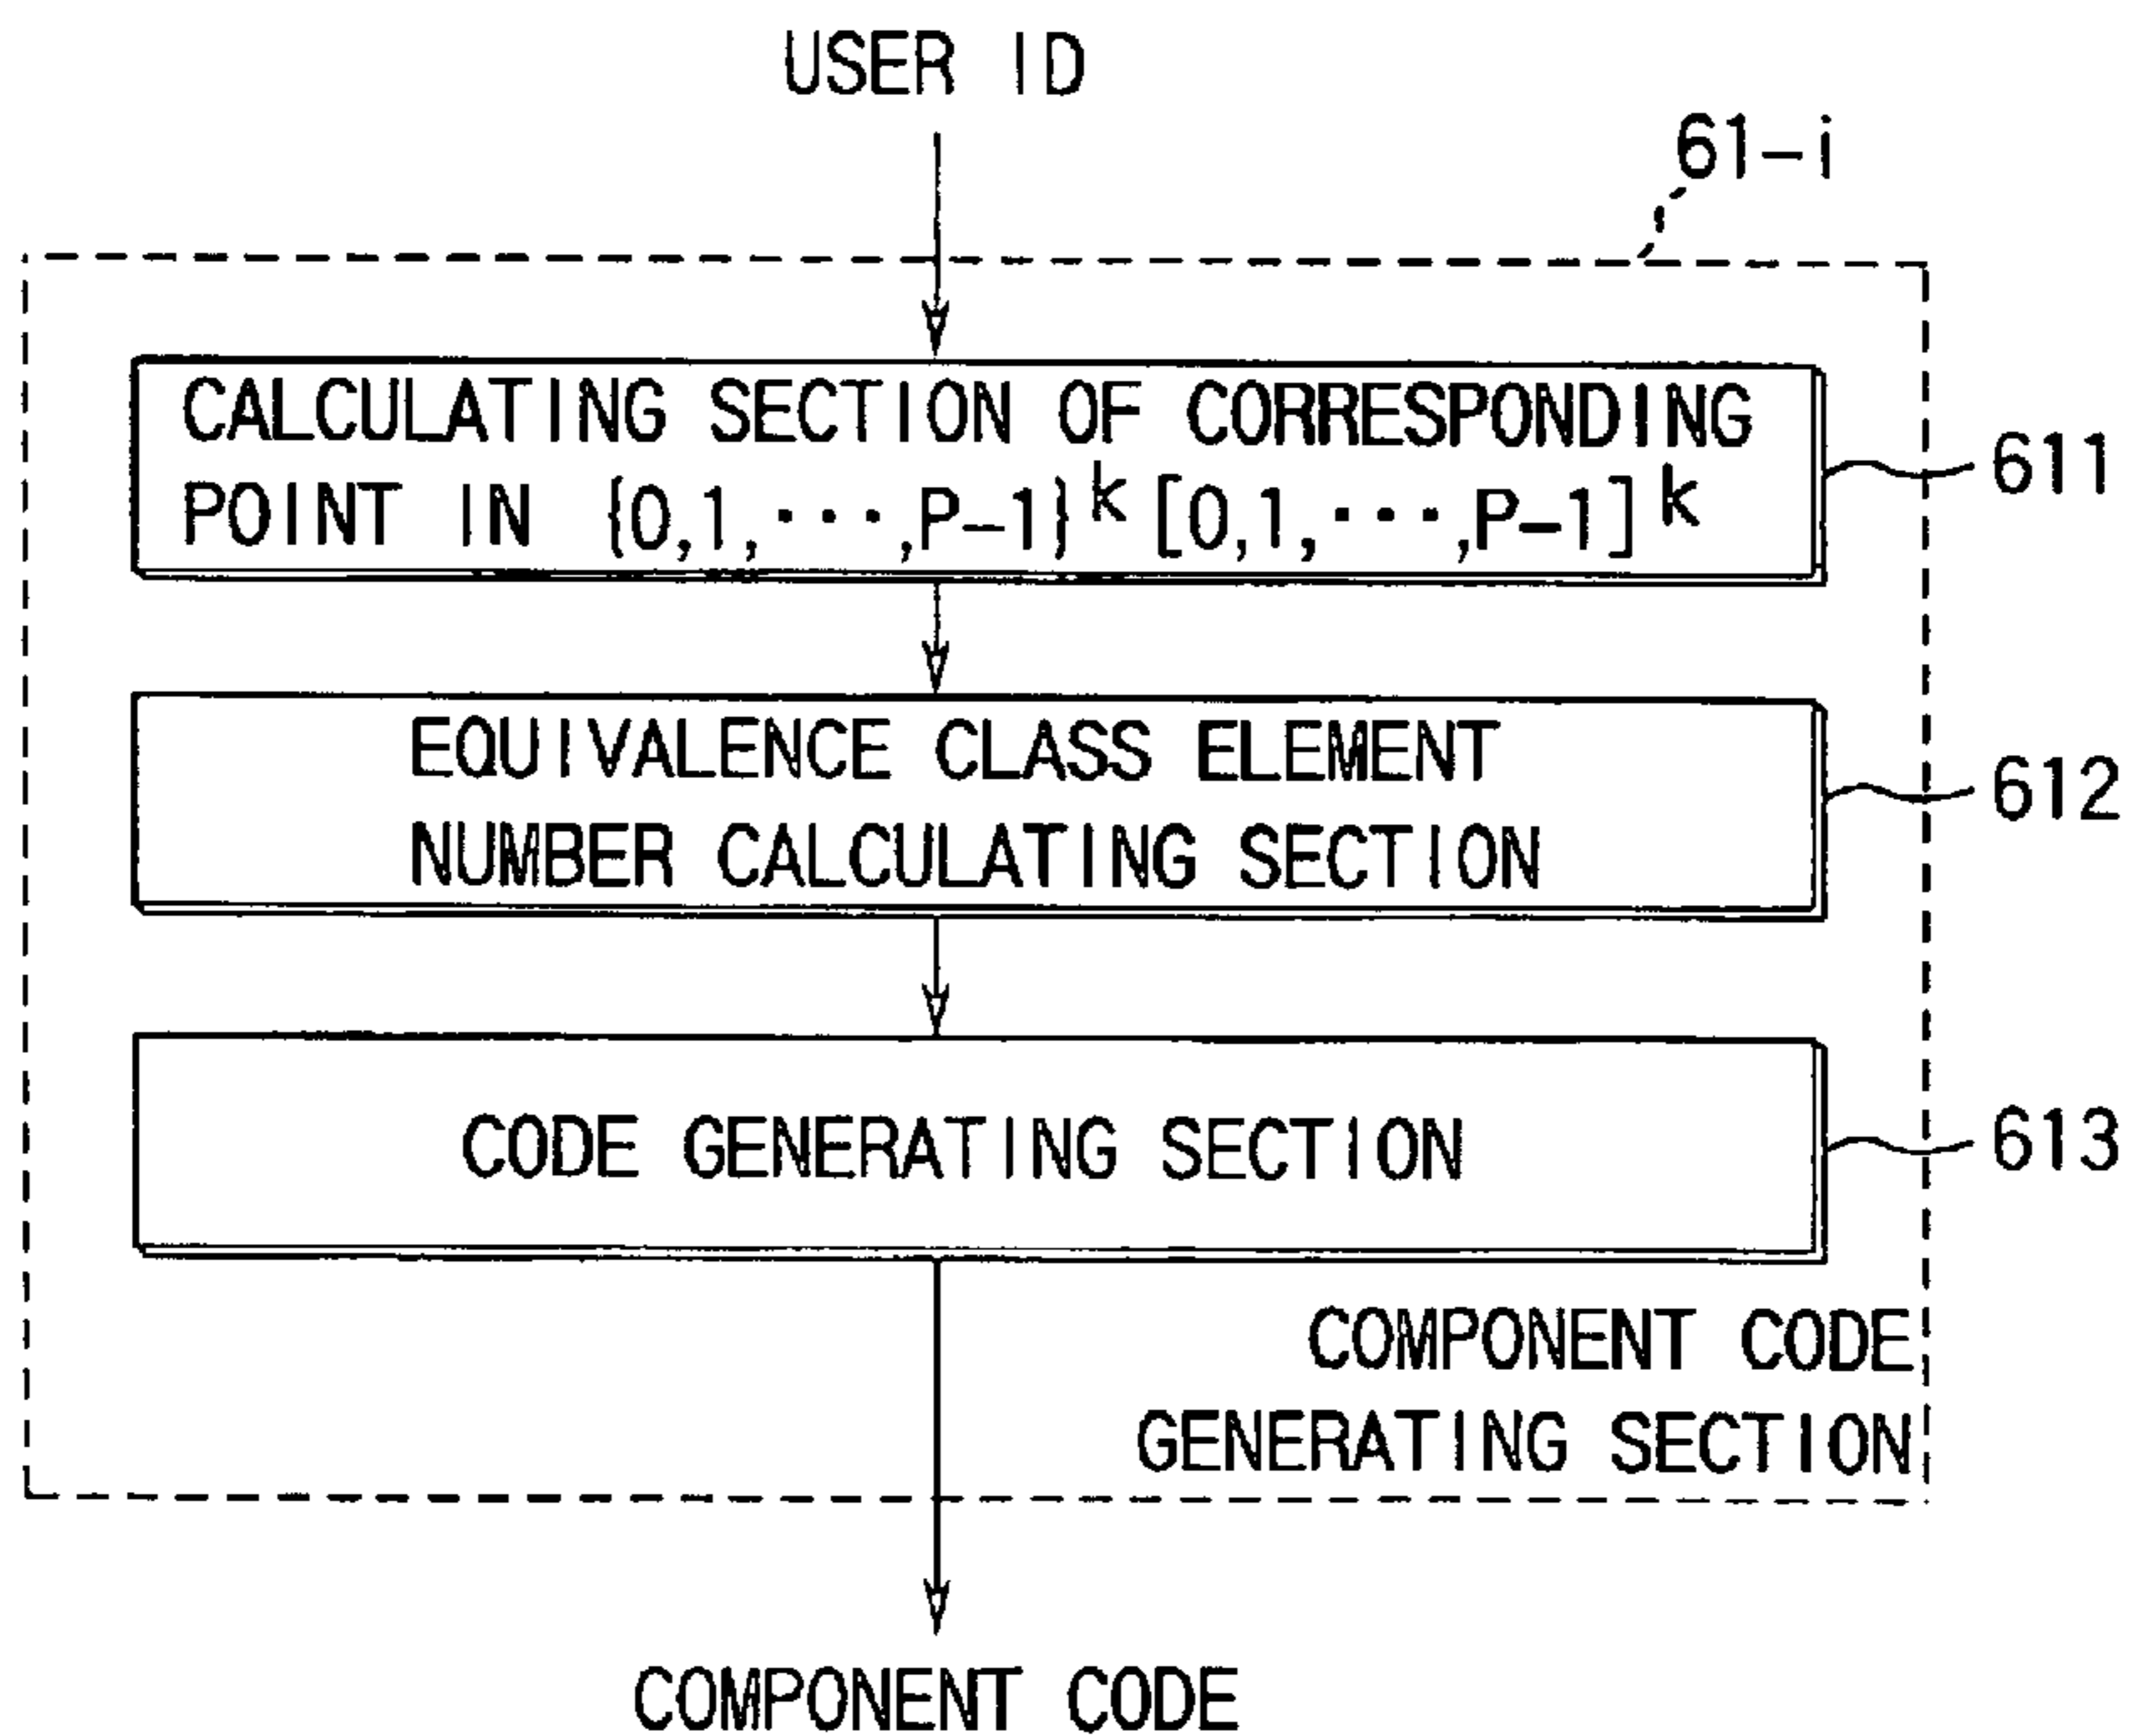 USER ID
61-i
CALCULATING SECTION OF CORRESPONDING
POINT IN {0,1,···,P-1}^k [0,1,···,P-1]^k
611
EQUIVALENCE CLASS ELEMENT
NUMBER CALCULATING SECTION
612
CODE GENERATING SECTION
613
COMPONENT CODE
GENERATING SECTION
COMPONENT CODE